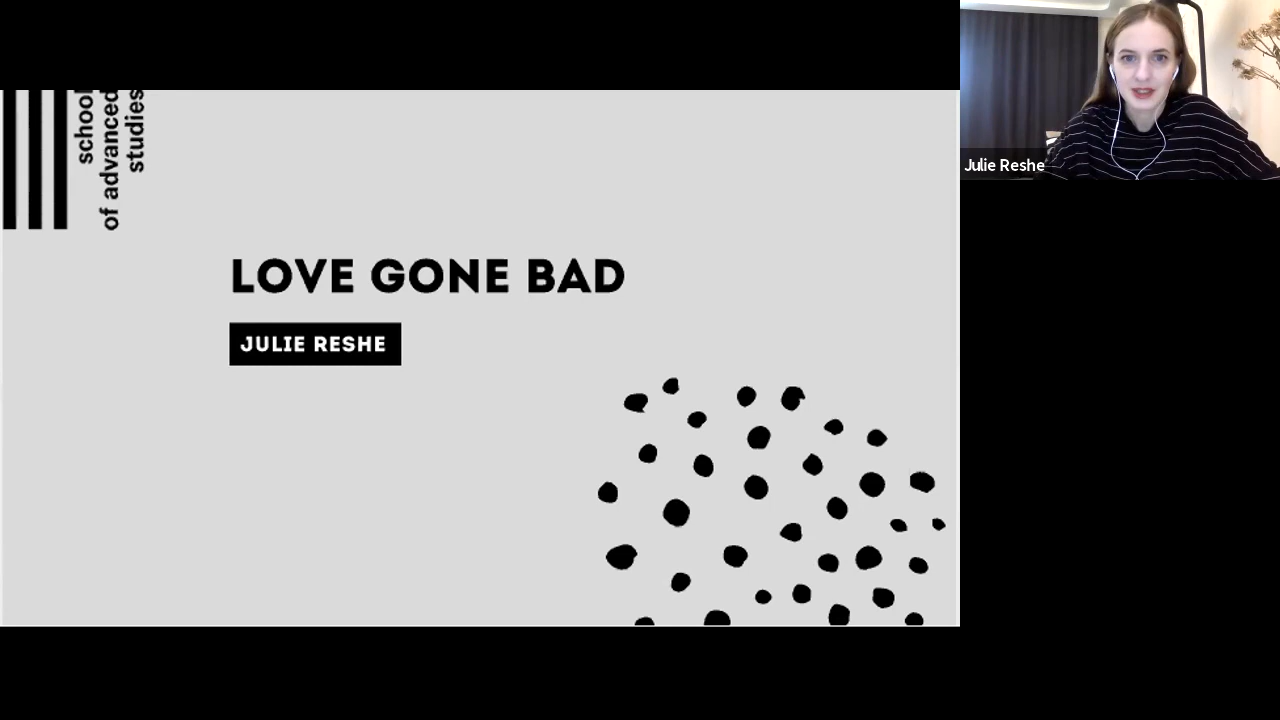 school
of advanced
studies
LOVE GONE BAD
JULIE RESHE
Julie Reshe